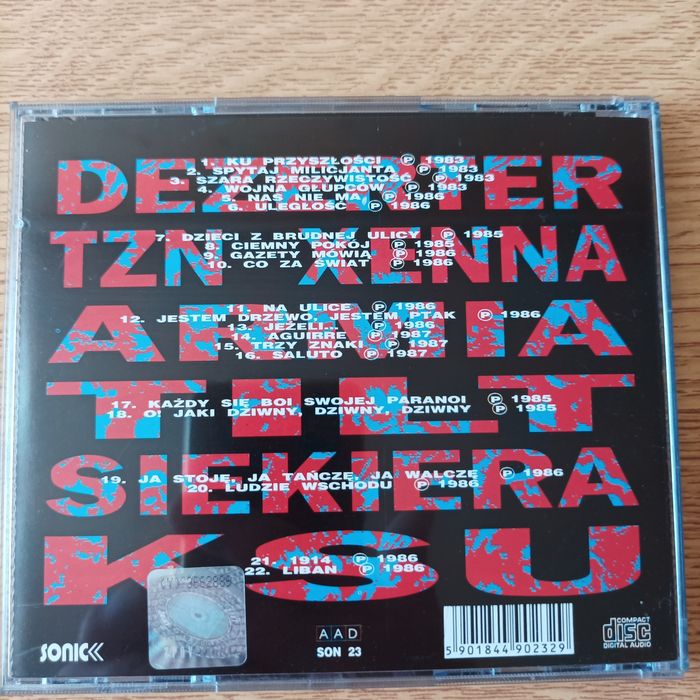 DEZERTER
1. KU PRZYSZŁOŚCI Ⓟ 1983
2. SPYTAJ MILICJANTA Ⓟ 1983
3. SZARA RZECZYWISTOŚĆ Ⓟ 1983
4. WOJNA GŁUPCÓW Ⓟ 1983
5. NAS NIE MA Ⓟ 1986
6. ULEGŁOŚĆ Ⓟ 1986
TZN XENNA
7. DZIECI Z BRUDNEJ ULICY Ⓟ 1985
8. CIEMNY POKÓJ Ⓟ 1985
9. GAZETY MÓWIĄ Ⓟ 1986
10. CO ZA ŚWIAT Ⓟ 1986
ARMIA
11. NA ULICE Ⓟ 1986
12. JESTEM DRZEWO, JESTEM PTAK Ⓟ 1986
13. JEŻELI... Ⓟ 1986
14. AGUIRRE Ⓟ 1987
15. TRZY ZNAKI Ⓟ 1987
16. SALUTO Ⓟ 1987
TILT
17. KAŻDY SIĘ BOI SWOJEJ PARANOI Ⓟ 1985
18. O! JAKI DZIWNY, DZIWNY, DZIWNY Ⓟ 1985
SIEKIERA
19. JA STOJĘ, JA TAŃCZĘ, JA WALCZĘ Ⓟ 1986
20. LUDZIE WSCHODU Ⓟ 1986
KSU
21. 1914 Ⓟ 1986
22. LIBAN Ⓟ 1986
SONIC
AAD
SON 23
5 901844 902329
COMPACT
disc
DIGITAL AUDIO